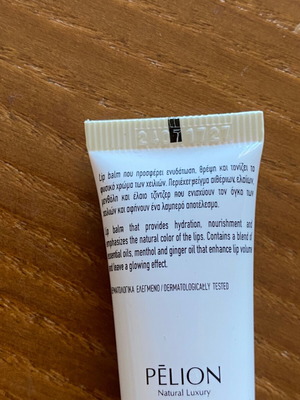 Lip balm που προσφέρει ενυδάτωση, θρέψη και τονίζει το
φυσικό χρώμα των χειλιών. Περιέχει μείγμα αιθέριων ελαίων,
μενθόλη και έλαιο τζίντζερ που ενισχύουν τον όγκο των
χειλιών και αφήνουν ένα λαμπερό αποτέλεσμα.
Lip balm that provides hydration, nourishment and
emphasizes the natural color of the lips. Contains a blend of
essential oils, menthol and ginger oil that enhance lip volume
and leave a glowing effect.
ΔΕΡΜΑΤΟΛΟΓΙΚΑ ΕΛΕΓΜΕΝΟ/DERMATOLOGICALLY TESTED
PĒLION
Natural Luxury